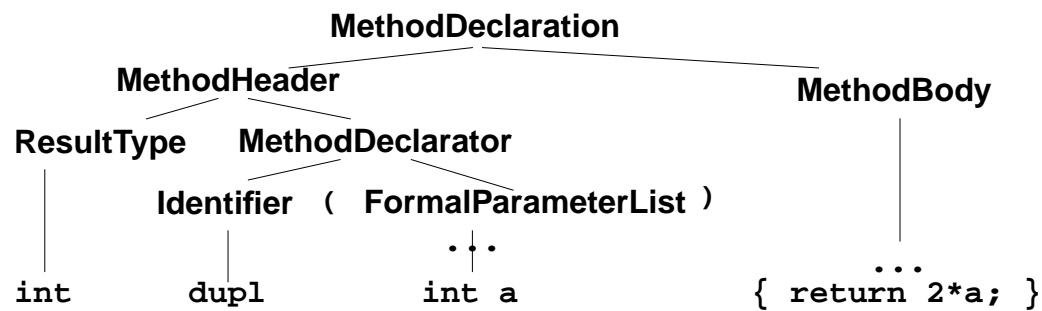 MethodDeclaration
MethodHeader MethodBody
ResultType MethodDeclarator
Identifier ( FormalParameterList )
...
...
int dupl int a { return 2*a; }